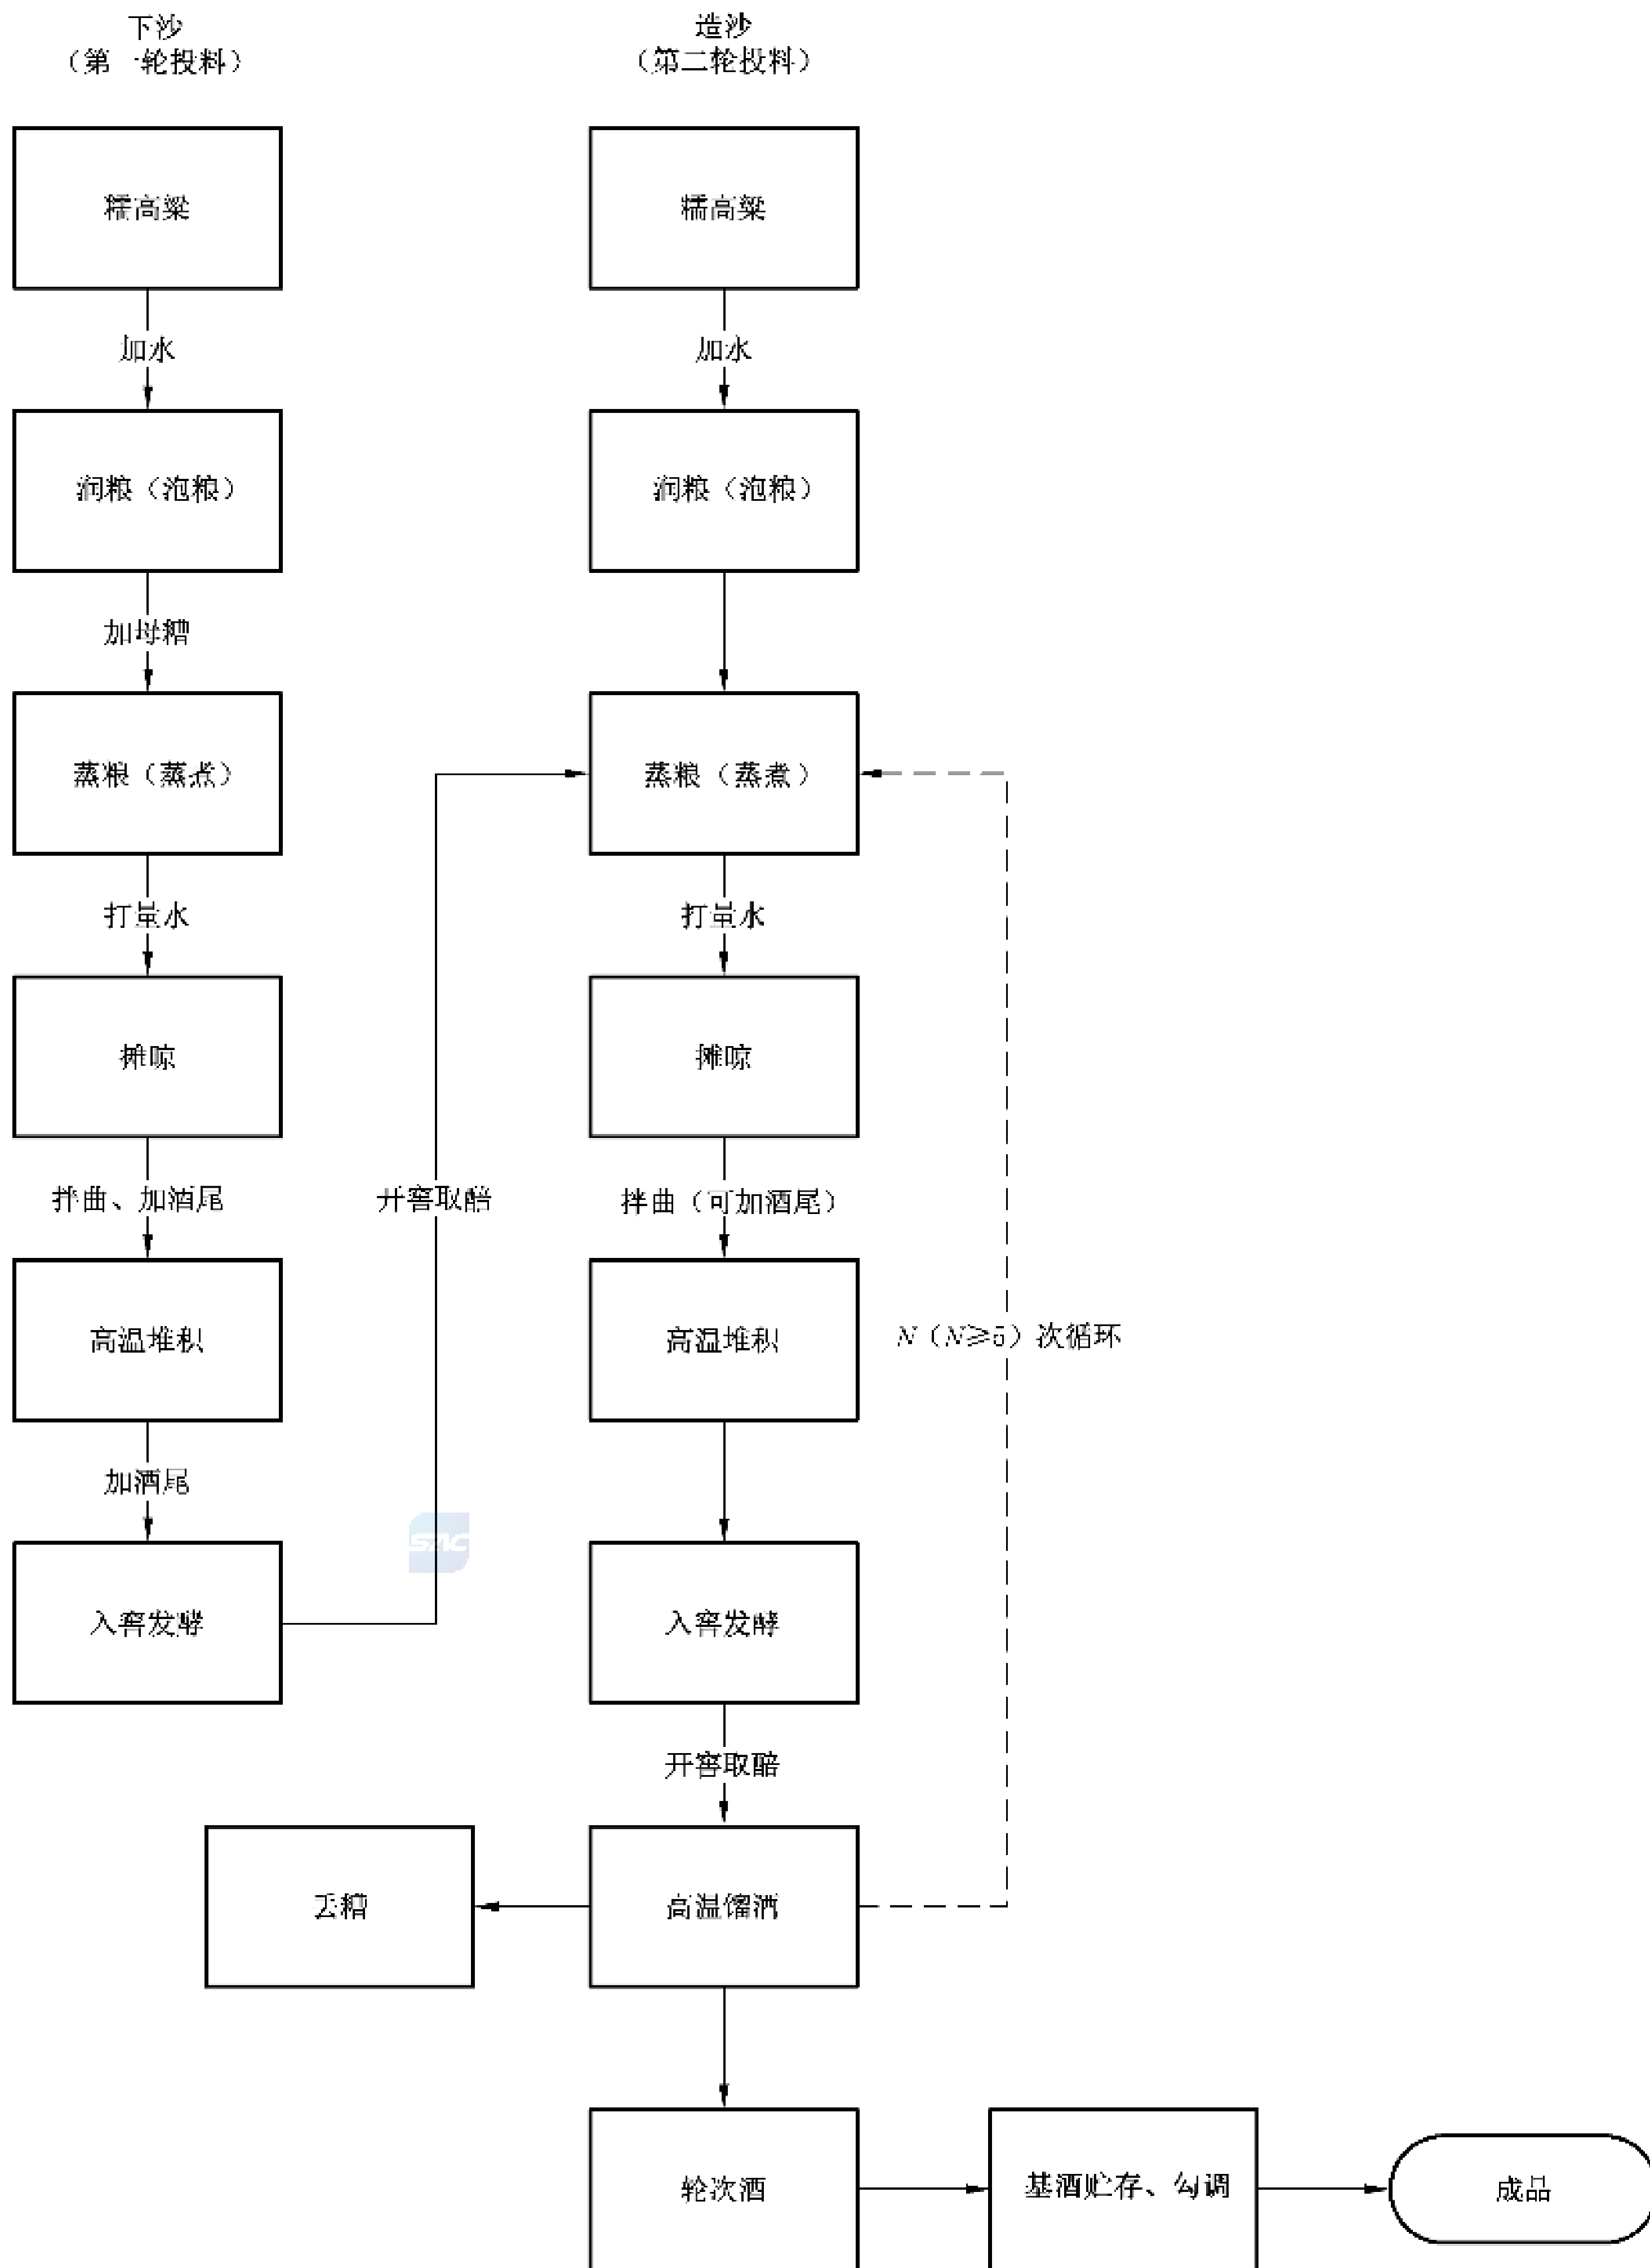 下沙
（第一轮投料）
糯高粱
加水
润粮（泡粮）
加母糟
蒸粮（蒸煮）
打量水
摊晾
拌曲、加酒尾
高温堆积
加酒尾
入窖发酵
开窖取醅
造沙
（第二轮投料）
糯高粱
加水
润粮（泡粮）
蒸粮（蒸煮）
打量水
摊晾
拌曲（可加酒尾）
高温堆积
N（N≥5）次循环
入窖发酵
开窖取醅
丢糟
高温馏酒
轮次酒
基酒贮存、勾调
成品
SAC